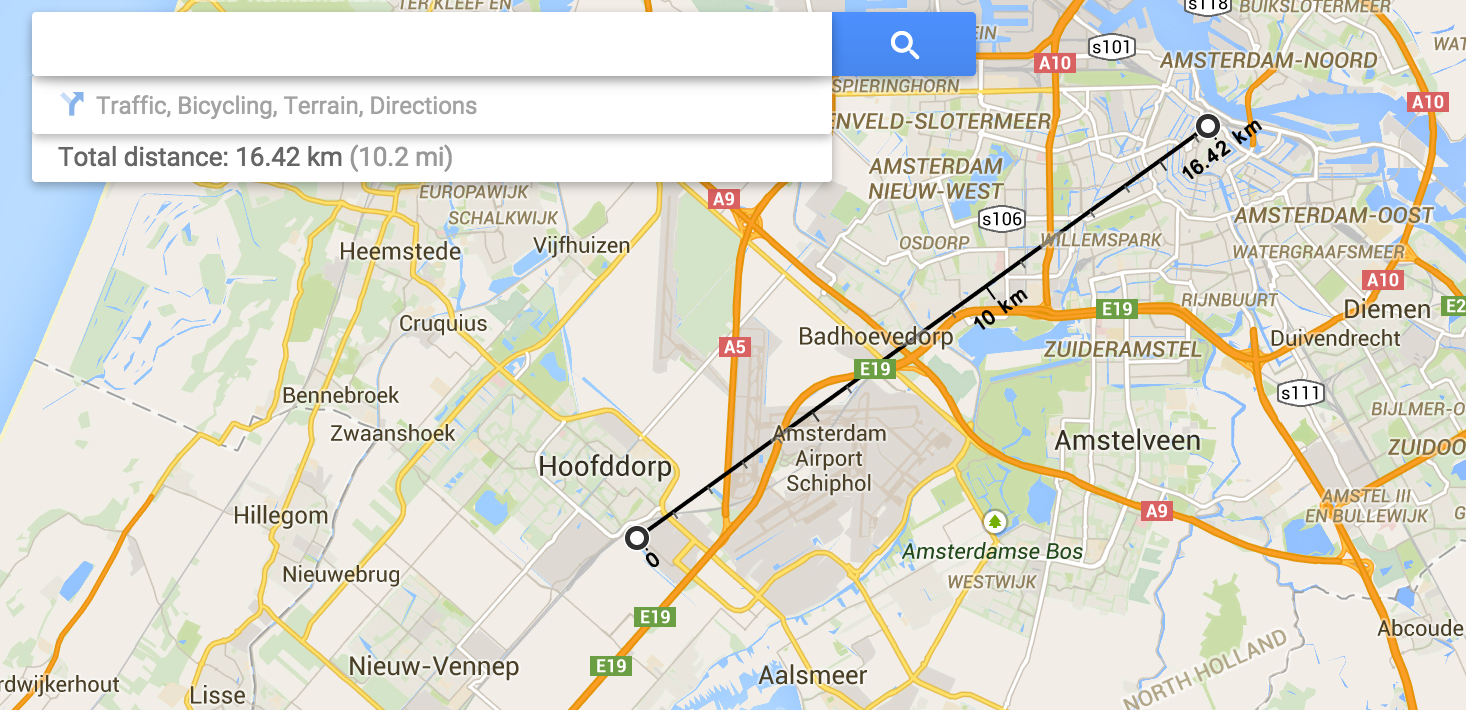 TER KLEEF EN
s118
BUIKSLOTERMEER
s101
A10
AMSTERDAM-NOORD
SPIERINGHORN
A10
Traffic, Bicycling, Terrain, Directions
ENVELD-SLOTERMEER
16.42 km
Total distance: 16.42 km (10.2 mi)
AMSTERDAM
NIEUW-WEST
EUROPAWIJK
A9
SCHALKWIJK
s106
AMSTERDAM-OOST
Heemstede
Vijfhuizen
OSDORP
WILLEMSPARK
WATERGRAAFSMEER
A10
10 km
RIJNBUURT
E19
Diemen
E2
Cruquius
Badhoevedorp
Duivendrecht
A5
ZUIDERAMSTEL
E19
Bennebroek
s111
BIJLMER-O
Zwaanshoek
Amsterdam
Airport
Schiphol
Amstelveen
ZUIDOO
Hoofddorp
AMSTEL III
EN BULLEWIJK
Hillegom
A9
0
Amsterdamse Bos
Nieuwebrug
WESTWIJK
E19
Abcoude
Nieuw-Vennep
E19
Aalsmeer
NORTH HOLLAND
rdwijkerhout
Lisse